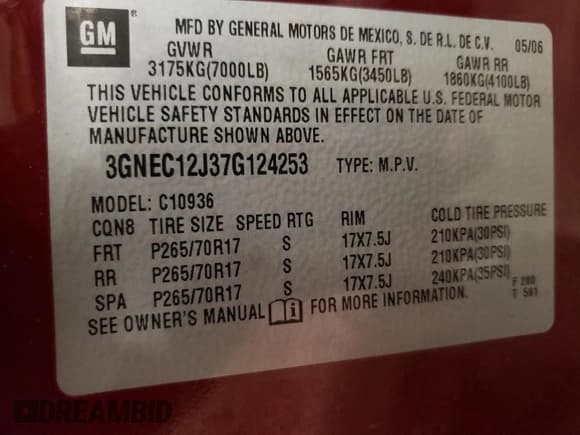 GM
MFD BY GENERAL MOTORS DE MEXICO, S. DE R.L. DE C.V. 05/06
GVWR GAWR FRT GAWR RR
3175KG(7000LB) 1565KG(3450LB) 1860KG(4100LB)
THIS VEHICLE CONFORMS TO ALL APPLICABLE U.S. FEDERAL MOTOR
VEHICLE SAFETY STANDARDS IN EFFECT ON THE DATE OF
MANUFACTURE SHOWN ABOVE.
3GNEC12J37G124253 TYPE: M.P.V.
MODEL: C10936
CQN8 TIRE SIZE SPEED RTG RIM COLD TIRE PRESSURE
FRT P265/70R17 S 17X7.5J 210KPA(30PSI)
RR P265/70R17 S 17X7.5J 210KPA(30PSI)
SPA P265/70R17 S 17X7.5J 240KPA(35PSI)
SEE OWNER'S MANUAL i FOR MORE INFORMATION.
F 280
T 581
DREAMBID